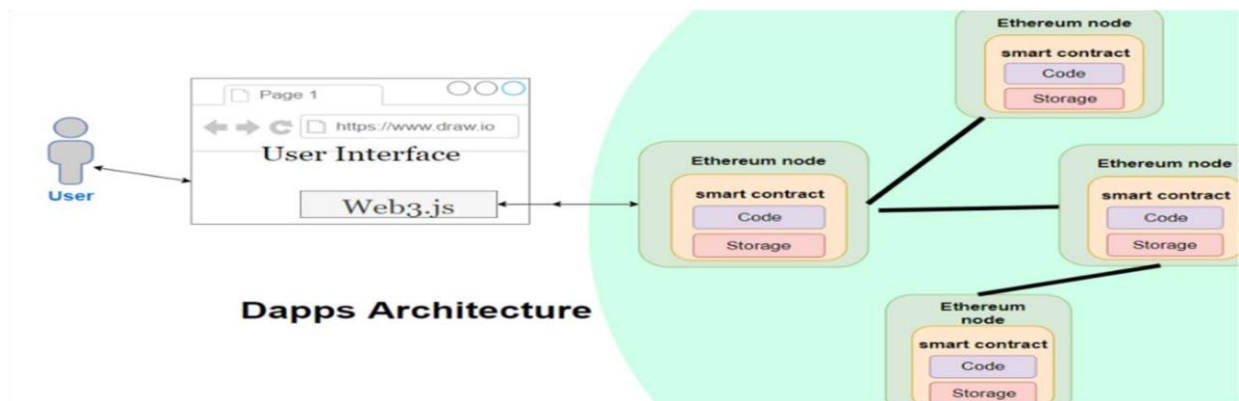 Page 1
https://www.draw.io
User Interface
Web3.js
User
Dapps Architecture
Ethereum node
smart contract
Code
Storage
Ethereum node
smart contract
Code
Storage
Ethereum node
smart contract
Code
Storage
Ethereum
node
smart contract
Code
Storage